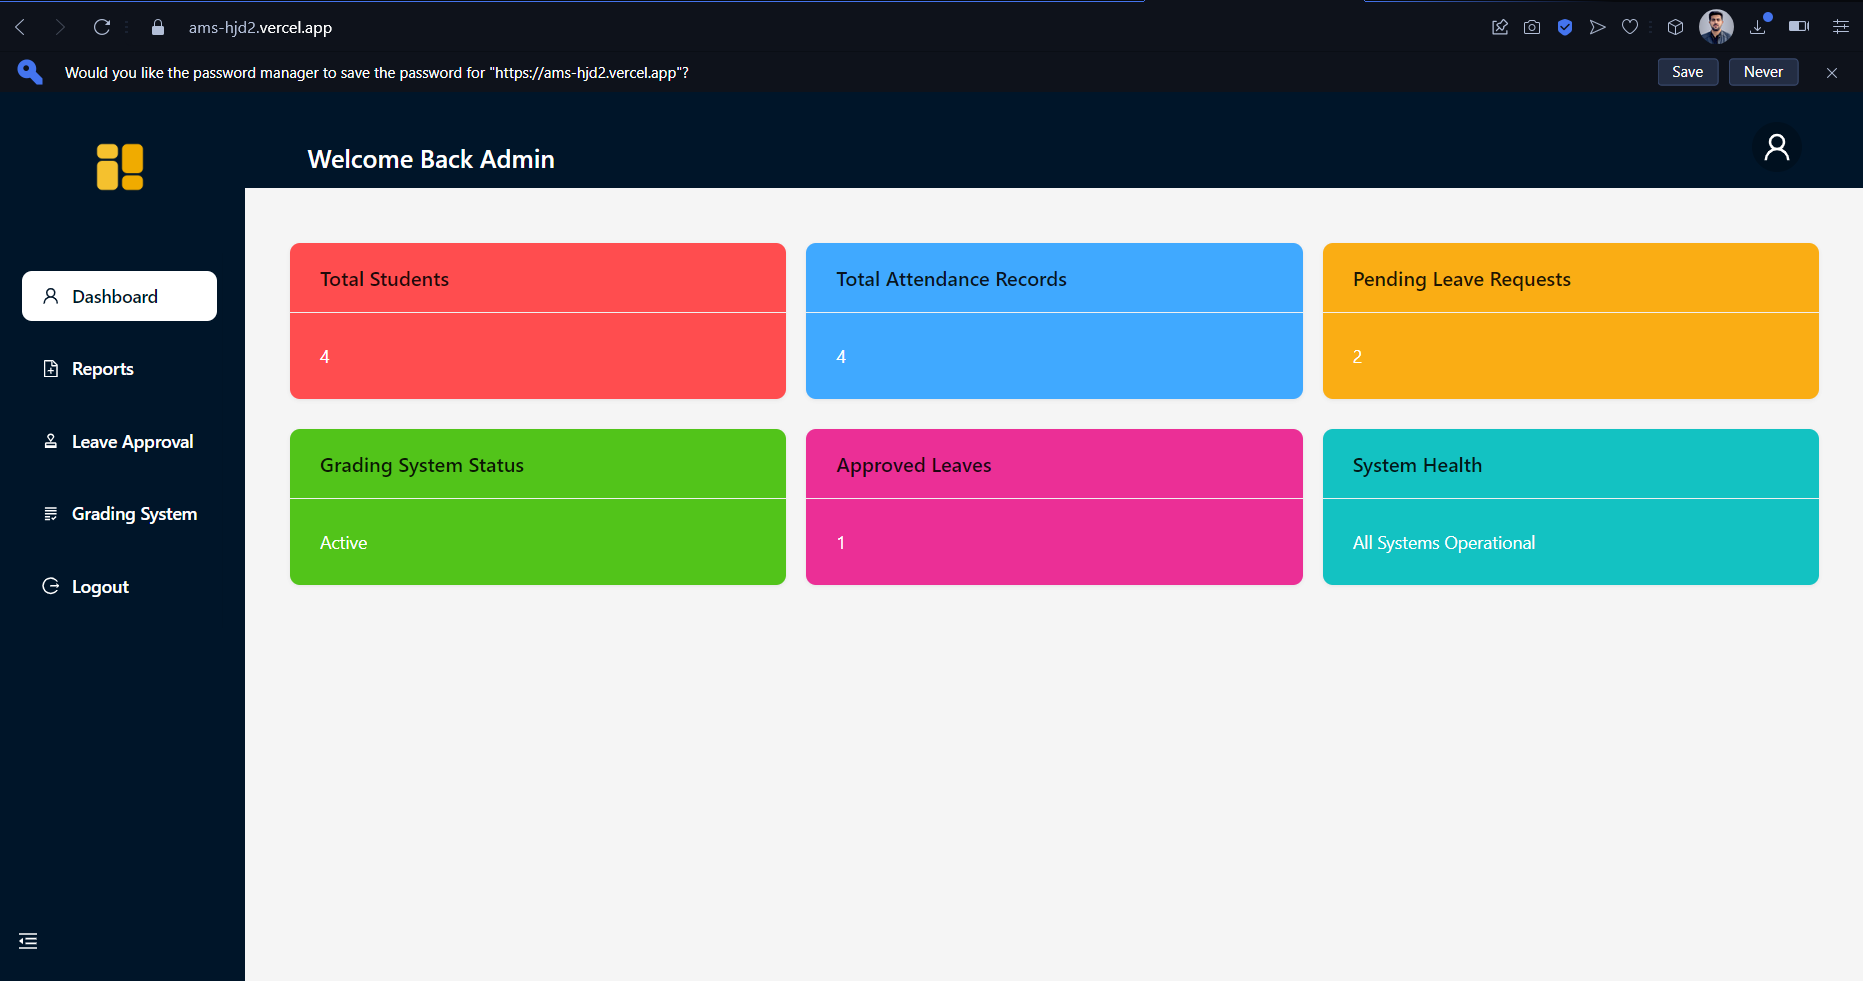 ams-hjd2.vercel.app
Would you like the password manager to save the password for "https://ams-hjd2.vercel.app"?
Save
Never
Welcome Back Admin
Dashboard
Reports
Leave Approval
Grading System
Logout
Total Students
4
Total Attendance Records
4
Pending Leave Requests
2
Grading System Status
Active
Approved Leaves
1
System Health
All Systems Operational